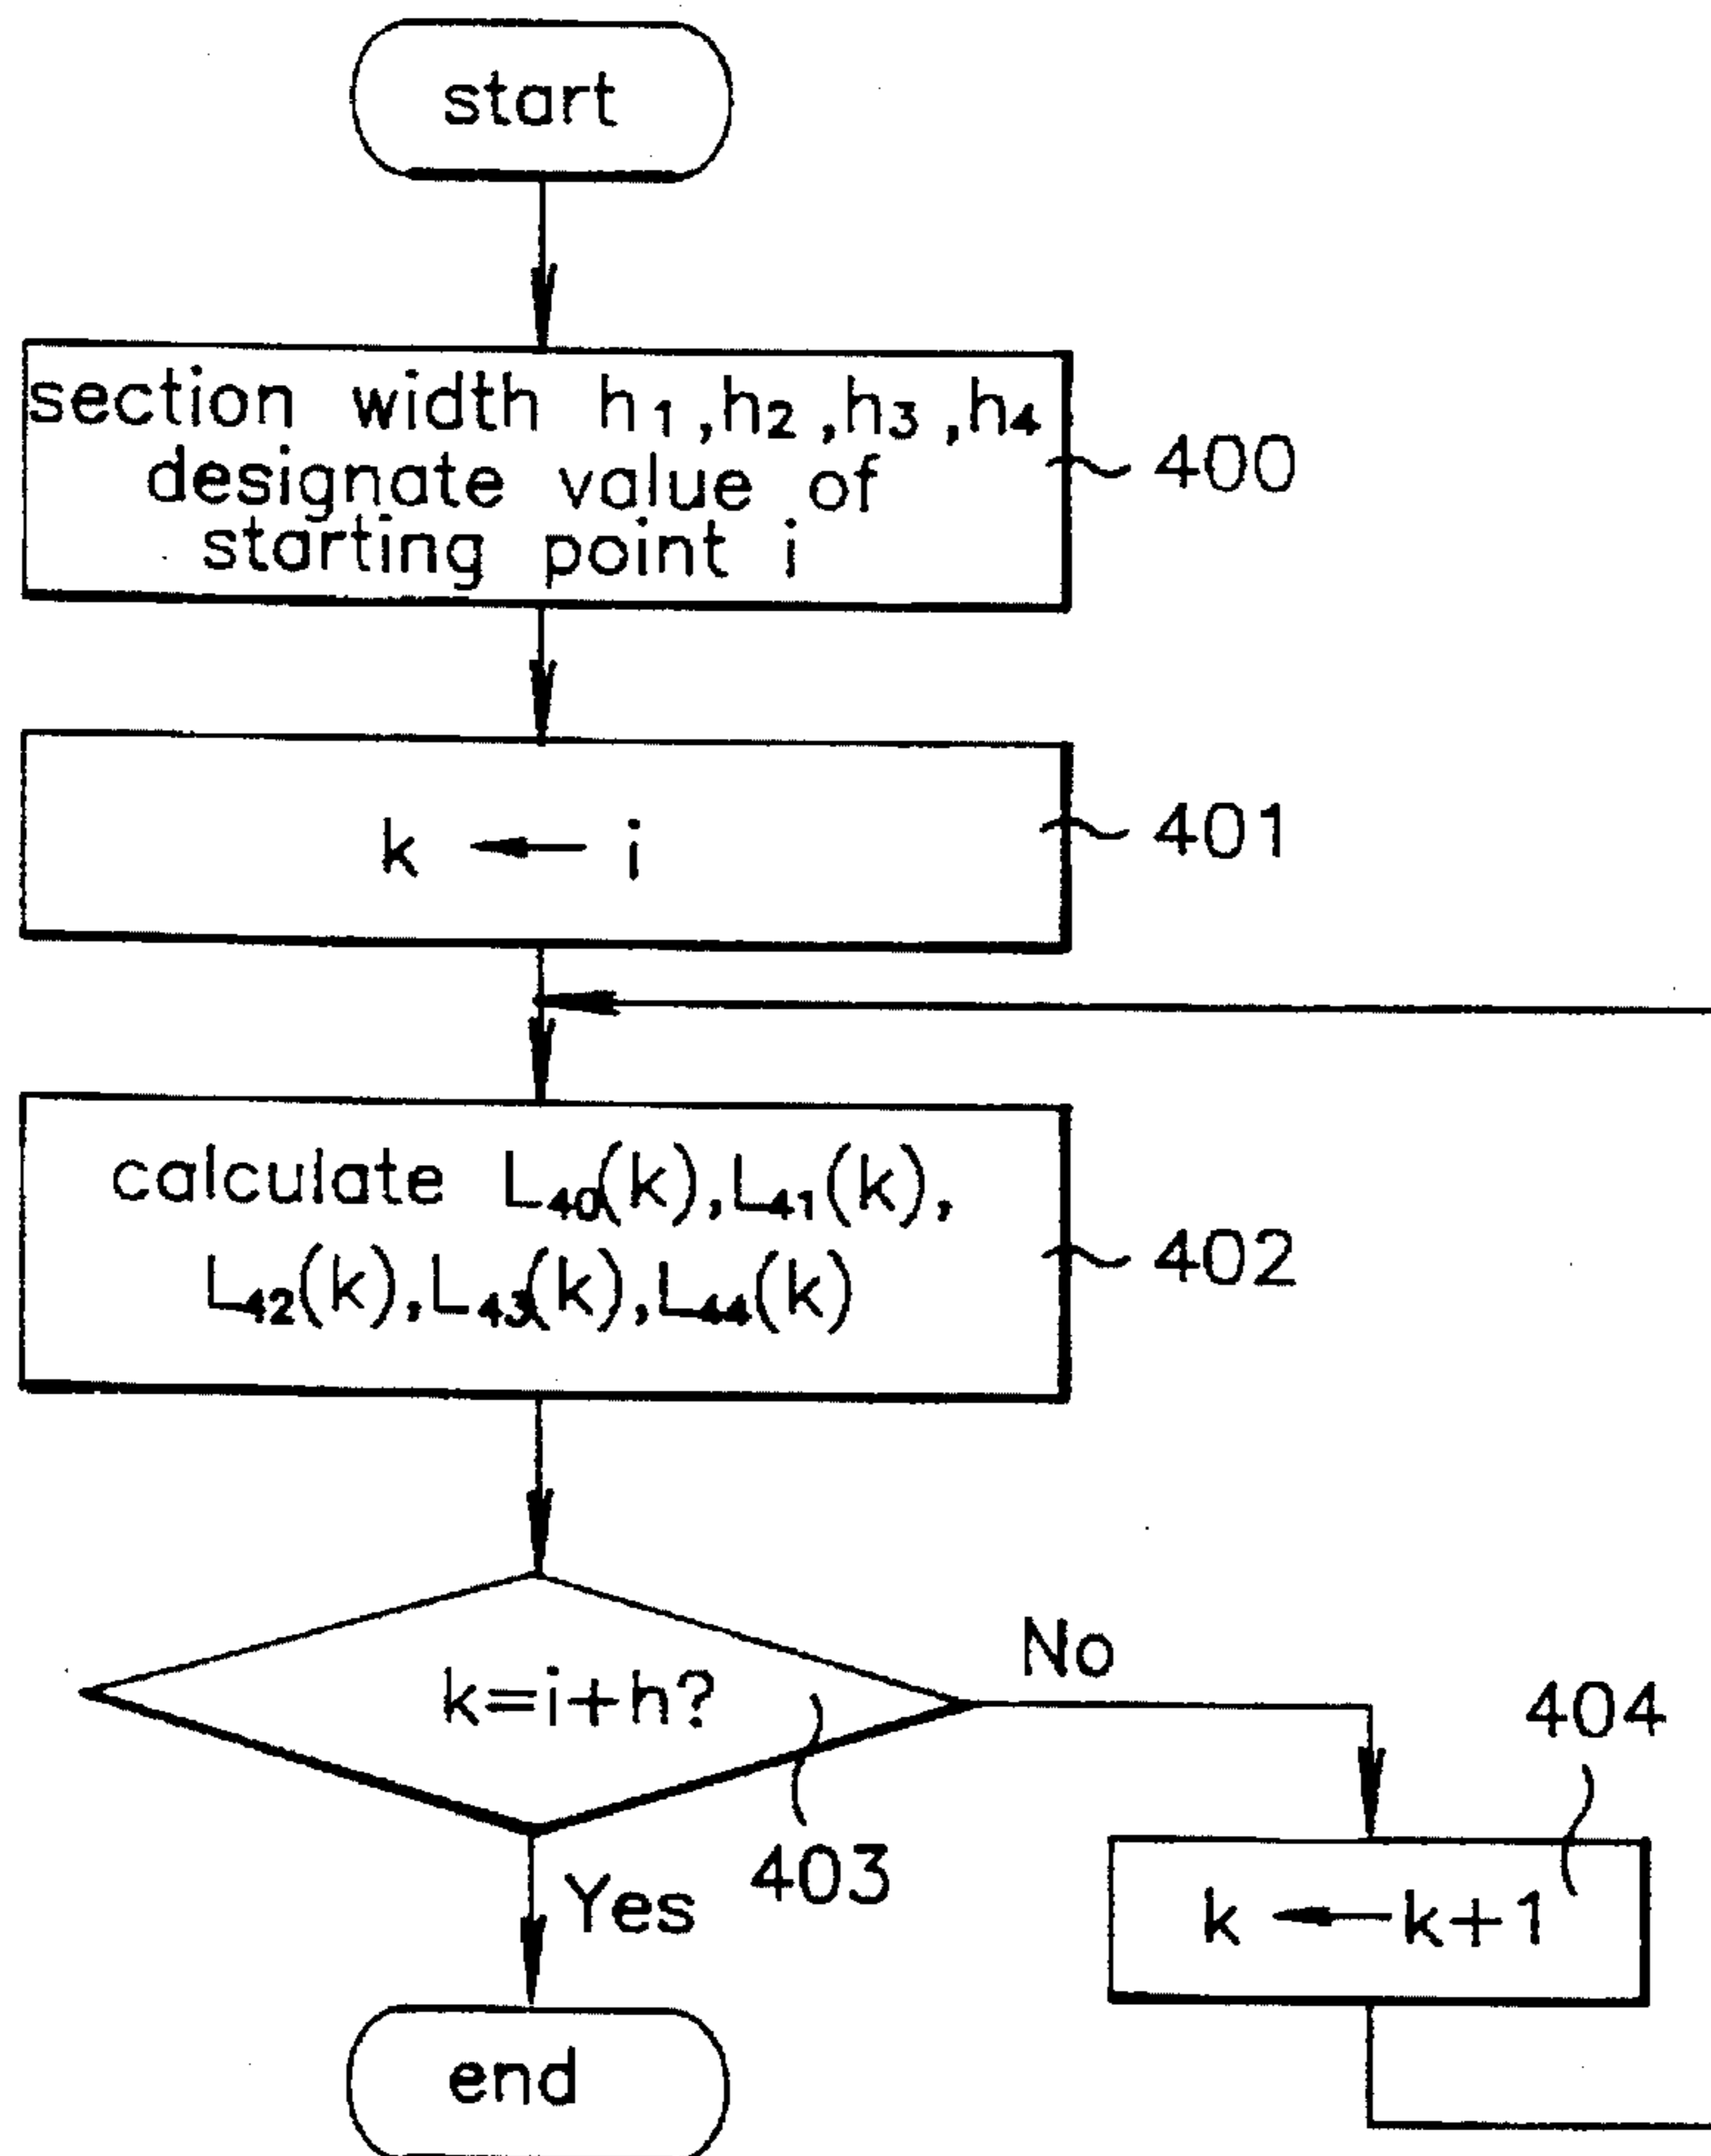 start
section width h₁,h₂,h₃,h₄
designate value of
starting point i
400
k ← i
401
calculate L₄₀(k),L₄₁(k),
L₄₂(k),L₄₃(k),L₄₄(k)
402
k=i+h?
No
403
404
Yes
k ← k+1
end